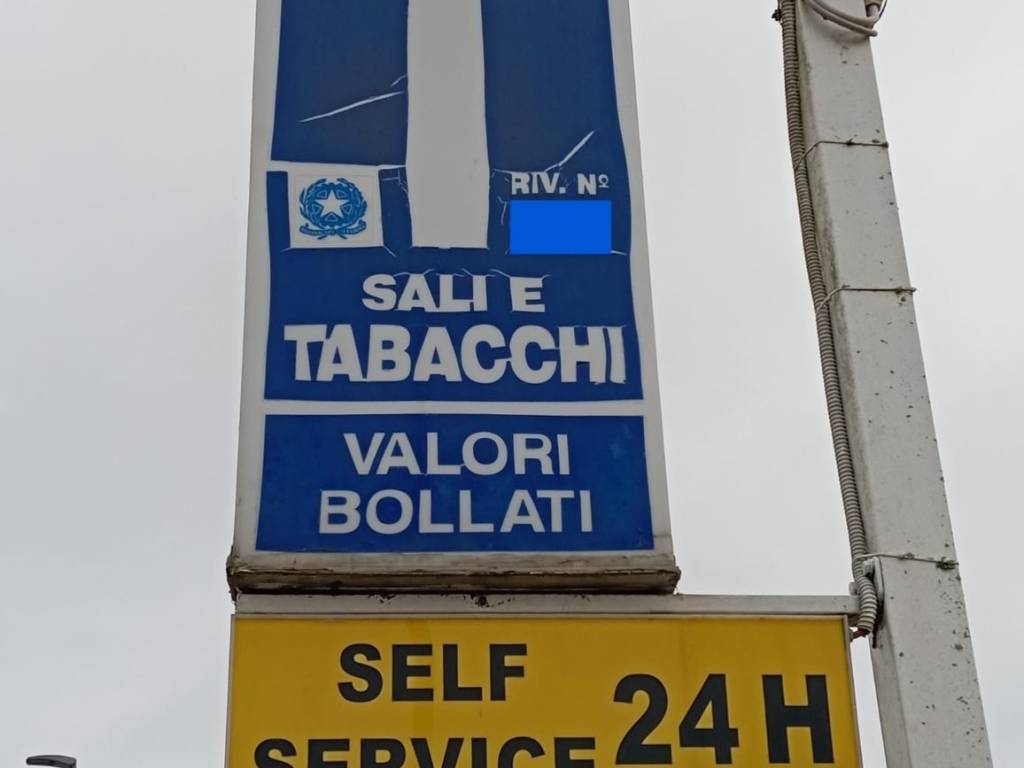 RIV. Nº
SALI E
TABACCHI
VALORI
BOLLATI
SELF
SERVICE
24 H